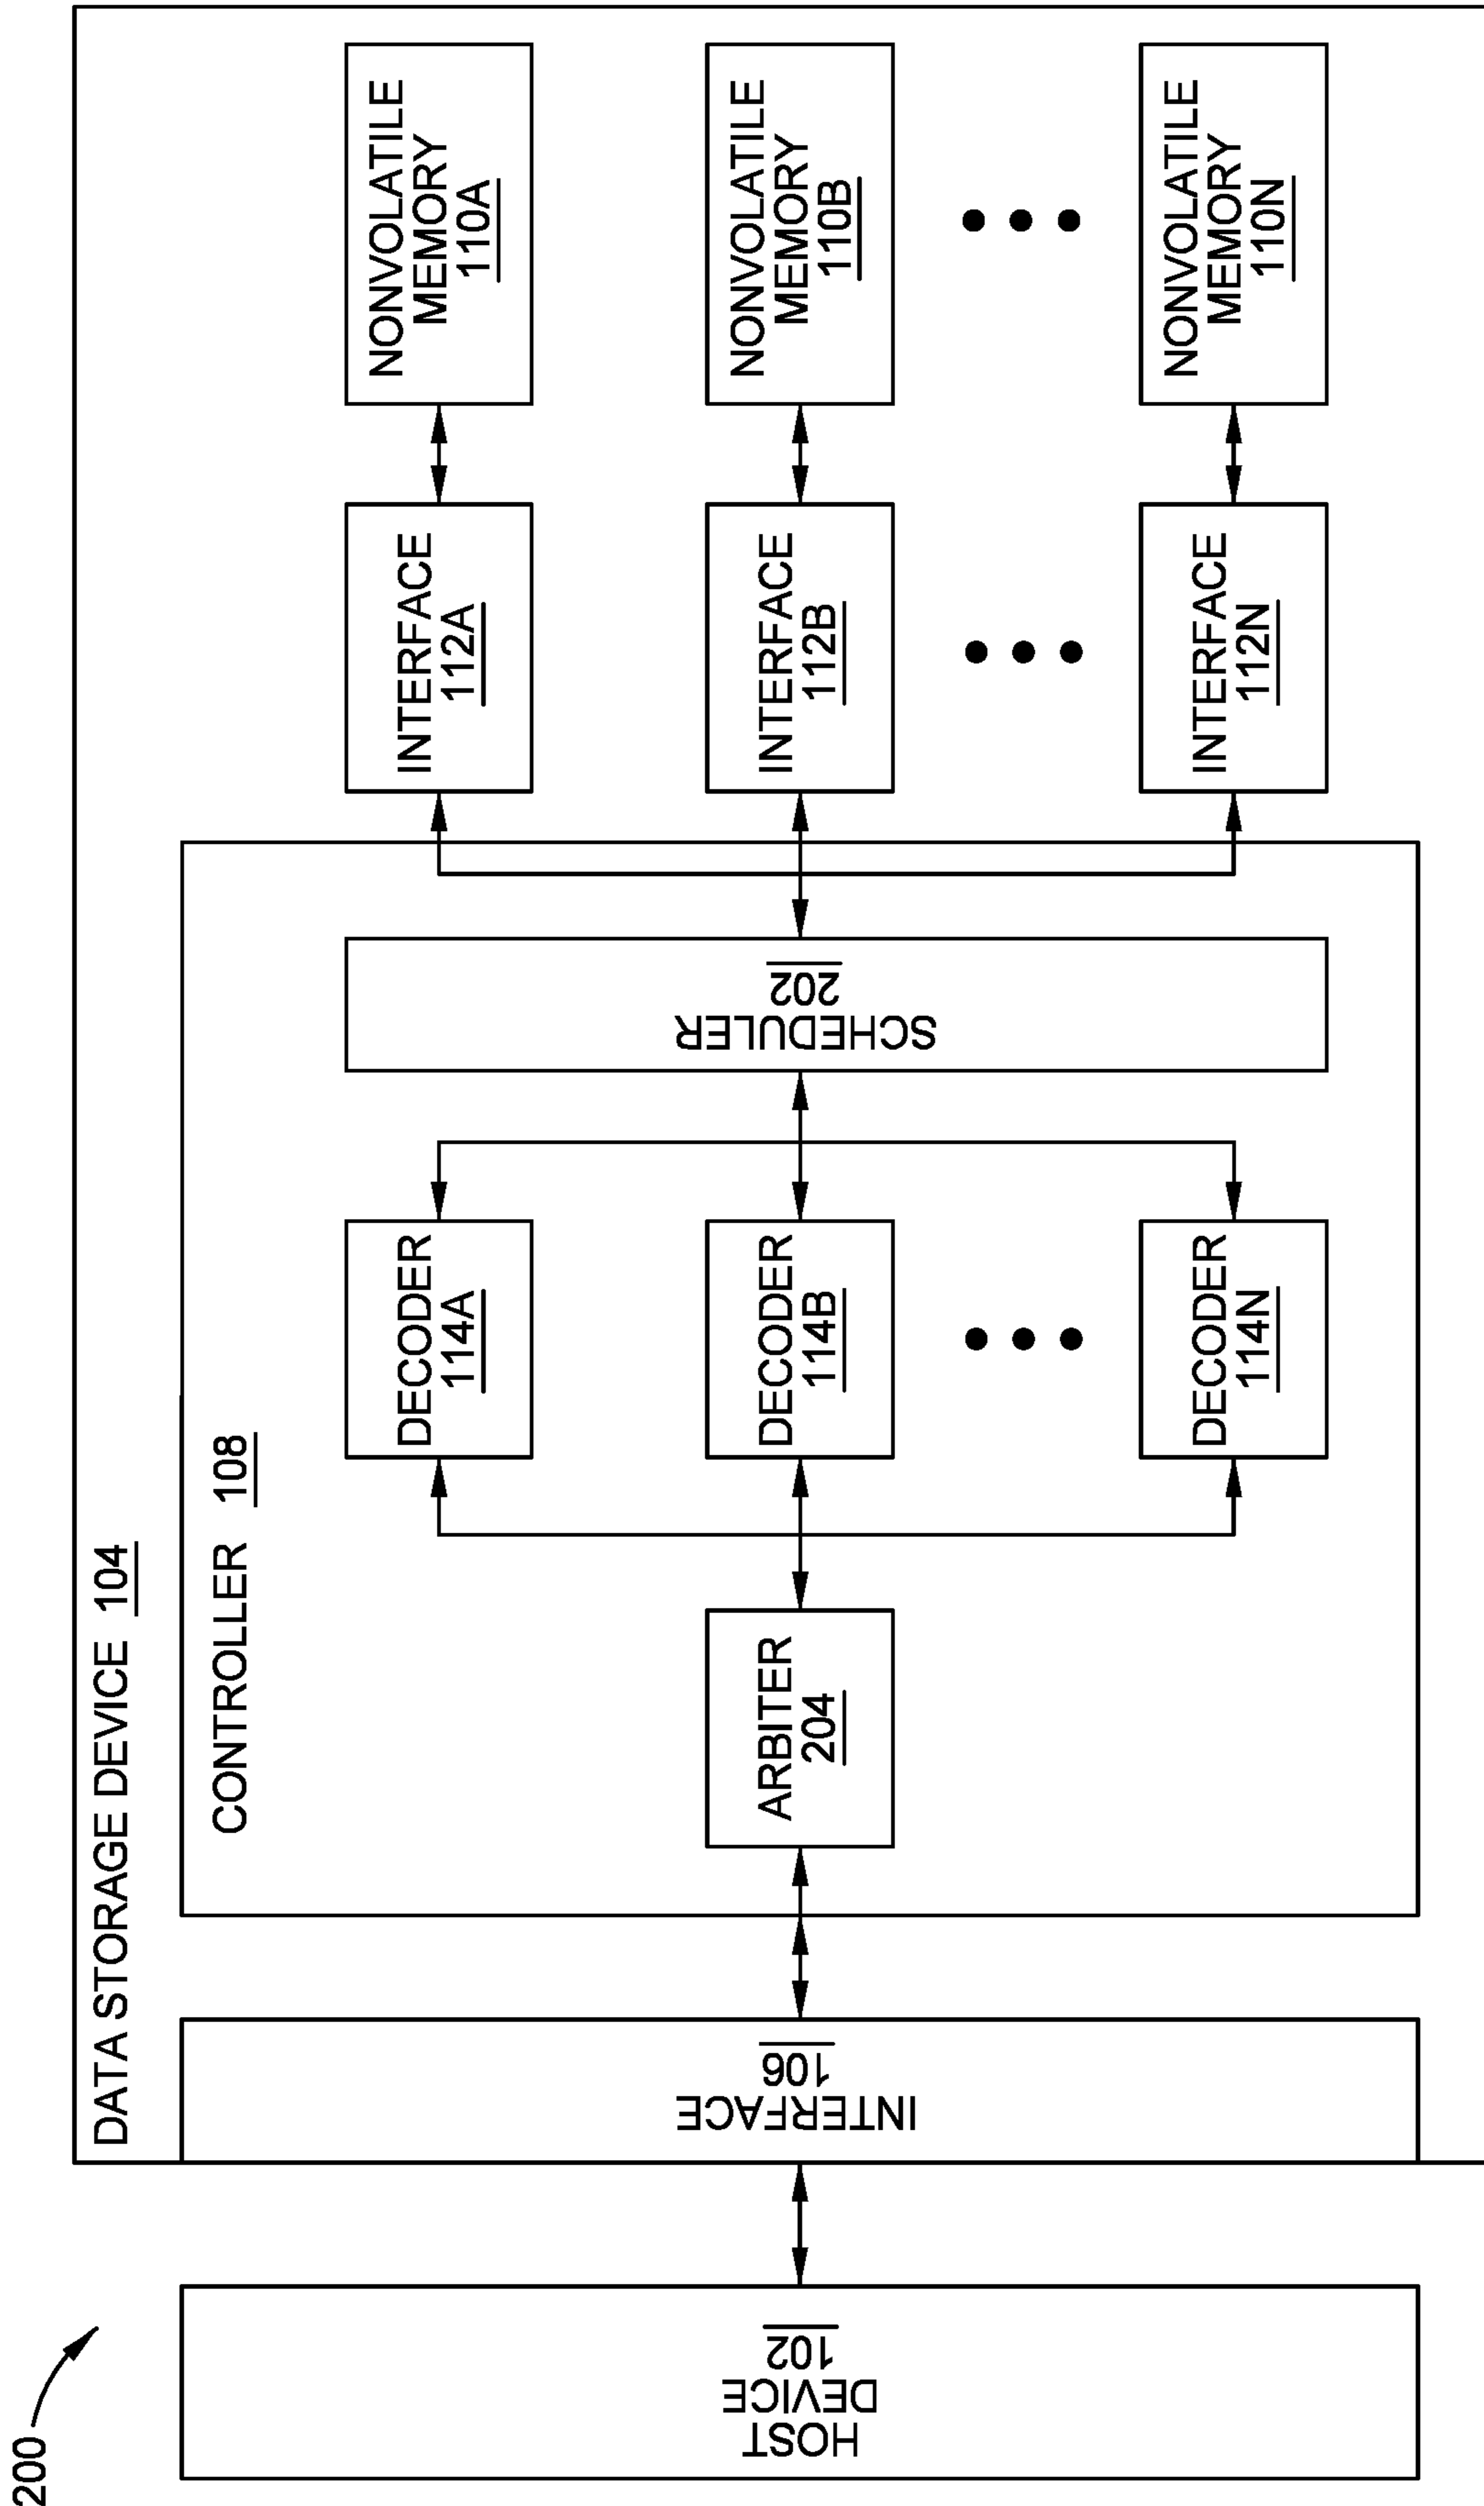 200
HOST
DEVICE
102
DATA STORAGE DEVICE 104
INTERFACE
106
CONTROLLER 108
ARBITER
204
DECODER
114A
DECODER
114B
DECODER
114N
SCHEDULER
202
INTERFACE
112A
INTERFACE
112B
INTERFACE
112N
NONVOLATILE
MEMORY
110A
NONVOLATILE
MEMORY
110B
NONVOLATILE
MEMORY
110N